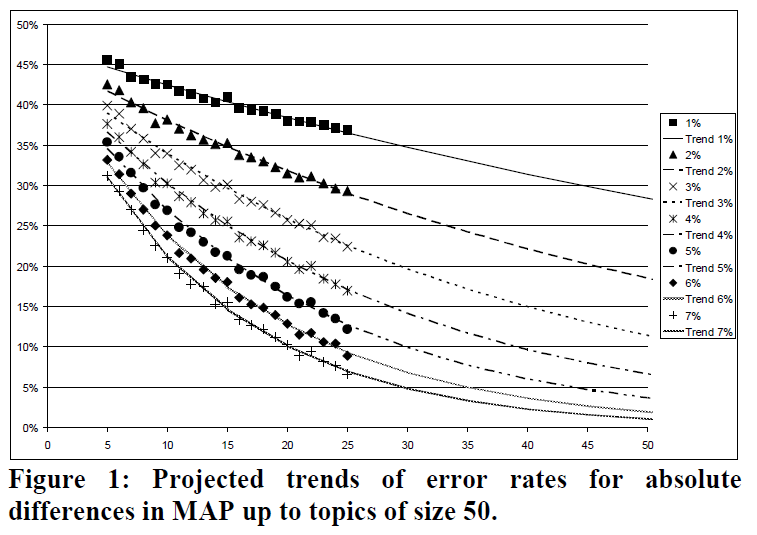 50%
45%
40%
35%
30%
25%
20%
15%
10%
5%
0%
0 5 10 15 20 25 30 35 40 45 50
1%
Trend 1%
2%
Trend 2%
3%
Trend 3%
4%
Trend 4%
5%
Trend 5%
6%
Trend 6%
7%
Trend 7%
Figure 1: Projected trends of error rates for absolute
differences in MAP up to topics of size 50.